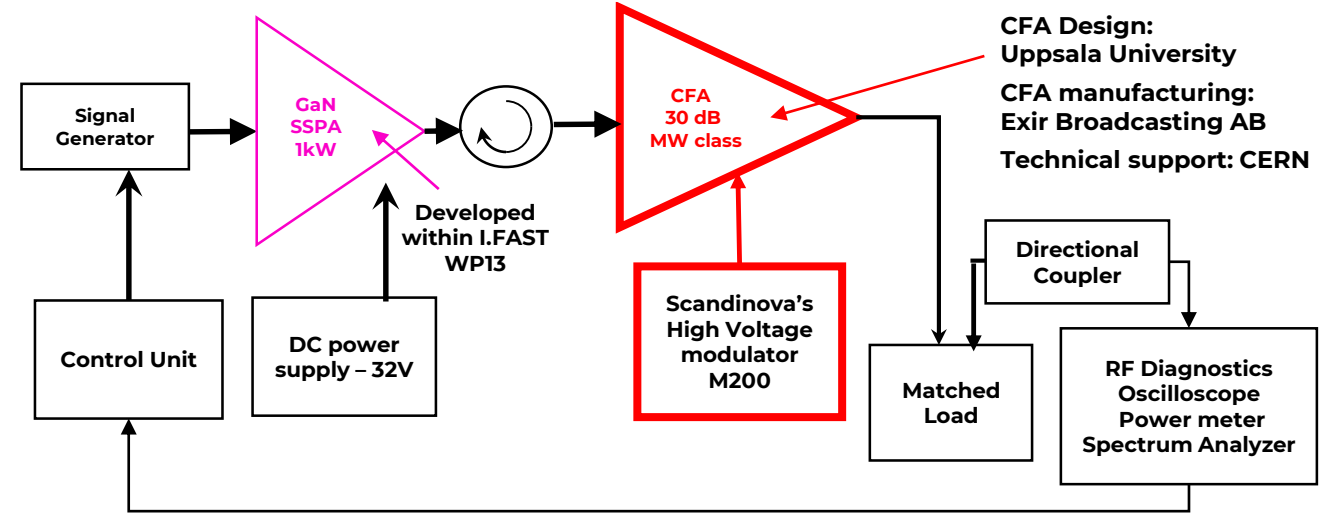 Signal
Generator
GaN
SSPA
1kW
CFA
30 dB
MW class
CFA Design:
Uppsala University
CFA manufacturing:
Exir Broadcasting AB
Technical support: CERN
Developed
within I.FAST
WP13
Control Unit
DC power
supply – 32V
Scandinova’s
High Voltage
modulator
M200
Directional
Coupler
Matched
Load
RF Diagnostics
Oscilloscope
Power meter
Spectrum Analyzer